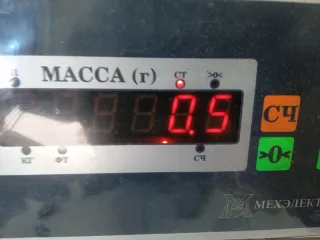 МАССА (г)
СТ >0<
0.5
СЧ
КГ ФТ СЧ
>0<
МЕХЭЛЕКТ